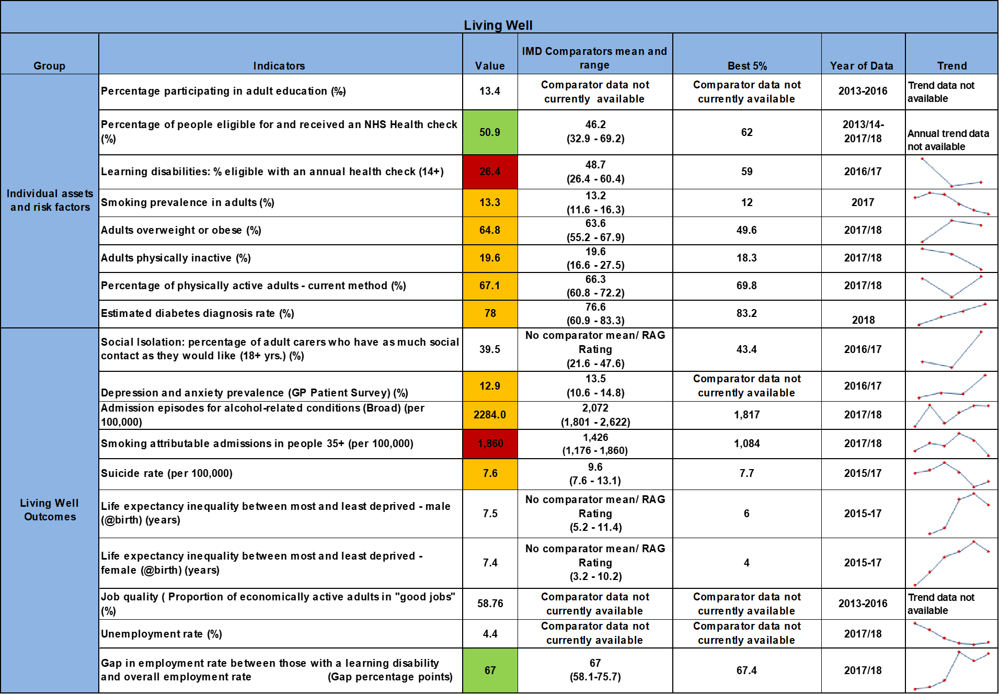 Living Well
Group
Indicators
Value
IMD Comparators mean and
range
Best 5%
Year of Data
Trend
Individual assets
and risk factors
Percentage participating in adult education (%)
13.4
Comparator data not
currently  available
Comparator data not
currently available
2013-2016
Trend data not
available
Percentage of people eligible for and received an NHS Health check
(%)
50.9
46.2
(32.9 - 69.2)
62
2013/14-
2017/18
Annual trend data
not available
Learning disabilities: % eligible with an annual health check (14+)
26.4
48.7
(26.4 - 60.4)
59
2016/17
Smoking prevalence in adults (%)
13.3
13.2
(11.6 - 16.3)
12
2017
Adults overweight or obese (%)
64.8
63.6
(55.2 - 67.9)
49.6
2017/18
Adults physically inactive (%)
19.6
19.6
(16.6 - 27.5)
18.3
2017/18
Percentage of physically active adults - current method (%)
67.1
66.3
(60.8 - 72.2)
69.8
2017/18
Estimated diabetes diagnosis rate (%)
78
76.6
(60.9 - 83.3)
83.2
2018
Living Well
Outcomes
Social Isolation: percentage of adult carers who have as much social
contact as they would like (18+ yrs.) (%)
39.5
No comparator mean/ RAG
Rating
(21.6 - 47.6)
43.4
2016/17
Depression and anxiety prevalence (GP Patient Survey) (%)
12.9
13.5
(10.6 - 14.8)
Comparator data not
currently available
2016/17
Admission episodes for alcohol-related conditions (Broad) (per
100,000)
2284.0
2,072
(1,801 - 2,622)
1,817
2017/18
Smoking attributable admissions in people 35+ (per 100,000)
1,860
1,426
(1,176 - 1,860)
1,084
2017/18
Suicide rate (per 100,000)
7.6
9.6
(7.6 - 13.1)
7.7
2015/17
Life expectancy inequality between most and least deprived - male
(@birth) (years)
7.5
No comparator mean/ RAG
Rating
(5.2 - 11.4)
6
2015-17
Life expectancy inequality between most and least deprived -
female (@birth) (years)
7.4
No comparator mean/ RAG
Rating
(3.2 - 10.2)
4
2015-17
Job quality ( Proportion of economically active adults in "good jobs"
(%)
58.76
Comparator data not
currently available
Comparator data not
currently available
2013-2016
Trend data not
available
Unemployment rate (%)
4.4
Comparator data not
currently available
Comparator data not
currently available
2017/18
Gap in employment rate between those with a learning disability
and overall employment rate (Gap percentage points)
67
67
(58.1-75.7)
67.4
2017/18